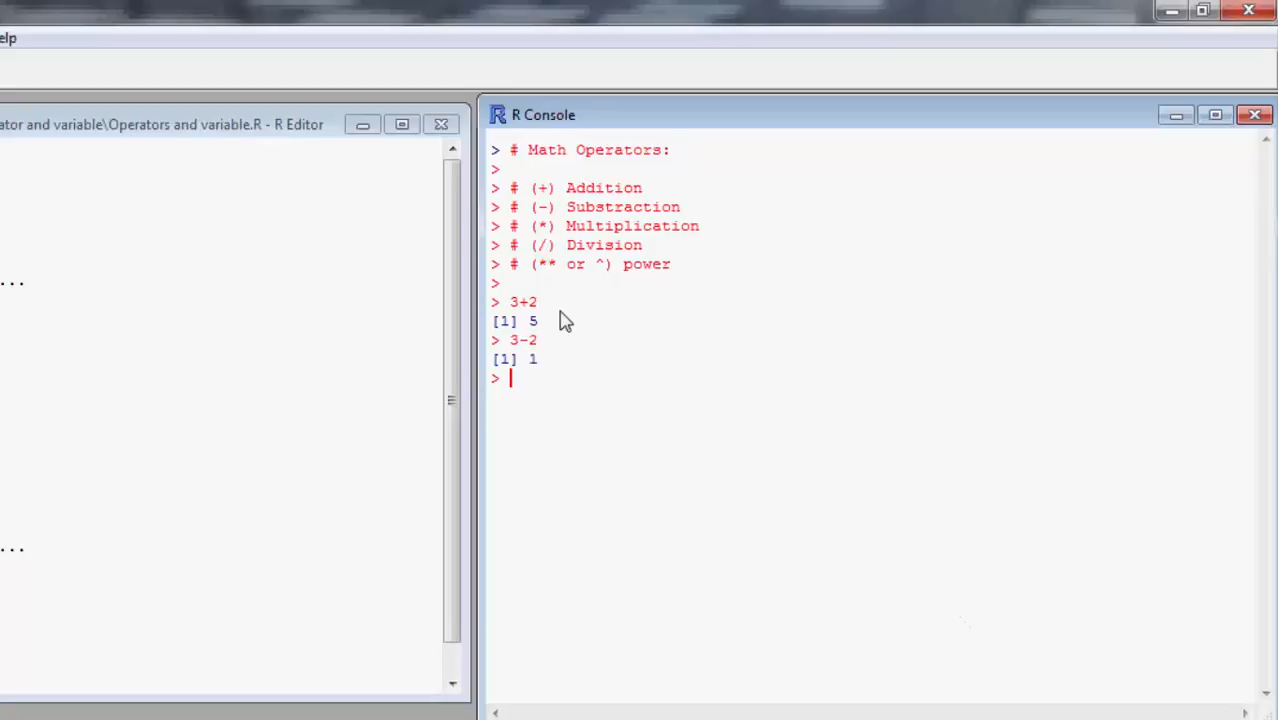 elp
ator and variable\Operators and variable.R - R Editor
...
...
R Console
> # Math Operators:
>
> # (+) Addition
> # (-) Substraction
> # (*) Multiplication
> # (/) Division
> # (** or ^) power
>
> 3+2
[1] 5
> 3-2
[1] 1
>